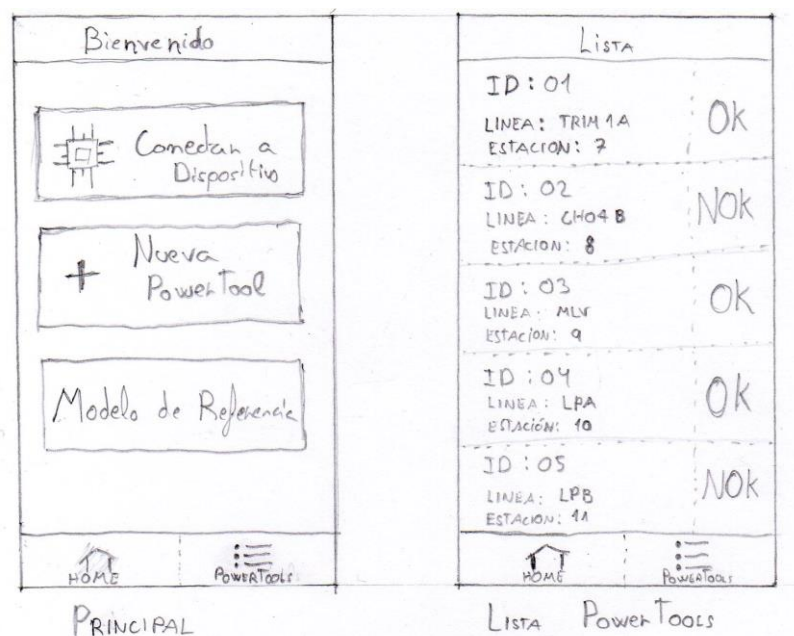 Bienvenido
Conectar a
Dispositivo
+ Nueva
PowerTool
Modelo de Referencia
HOME
POWERTOOLS
PRINCIPAL
LISTA
ID: 01
LINEA: TRIM 1A
ESTACION: 7
OK
ID: 02
LINEA: CHO4 B
ESTACION: 8
NOK
ID: 03
LINEA: MLV
ESTACION: 9
OK
ID: 04
LINEA: LPA
ESTACIÓN: 10
OK
ID: 05
LINEA: LPB
ESTACION: 11
NOK
HOME
POWERTOOLS
LISTA POWER TOOLS